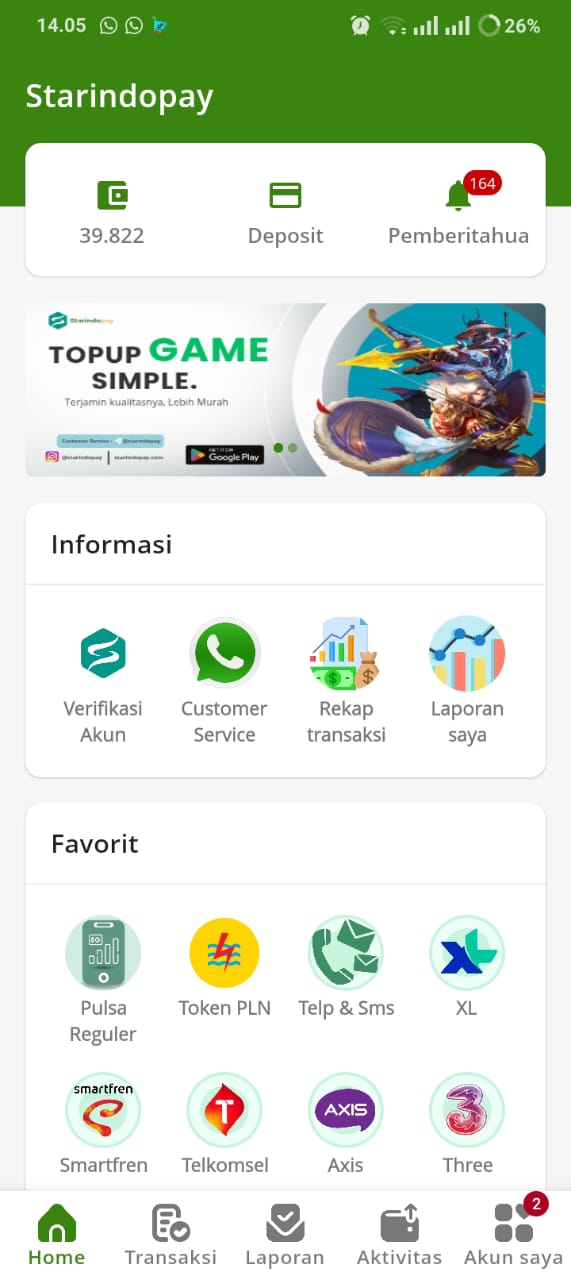 14.05
26%
Starindopay
164
39.822
Deposit
Pemberitahua
Starindopay
TOPUP GAME
SIMPLE.
Terjamin kualitasnya, Lebih Murah
Customer Service : @starindopay
@starindopay | starindopay.com
GET IT ON
Google Play
Informasi
Verifikasi
Akun
Customer
Service
Rekap
transaksi
Laporan
saya
Favorit
Pulsa
Reguler
Token PLN
Telp & Sms
XL
smartfren
Smartfren
T
Telkomsel
AXIS
Axis
3
Three
2
Home
Transaksi
Laporan
Aktivitas
Akun saya